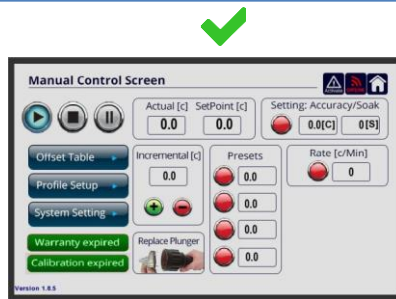 Manual Control Screen
Actual [c] SetPoint [c]
0.0 0.0
Setting: Accuracy/Soak
0.0[C] 0[S]
Offset Table
Profile Setup
System Setting
Incremental [c]
0.0
Presets
0.0
0.0
0.0
0.0
Rate [c/Min]
0
Warranty expired
Calibration expired
Replace Plunger
Version 1.8.5